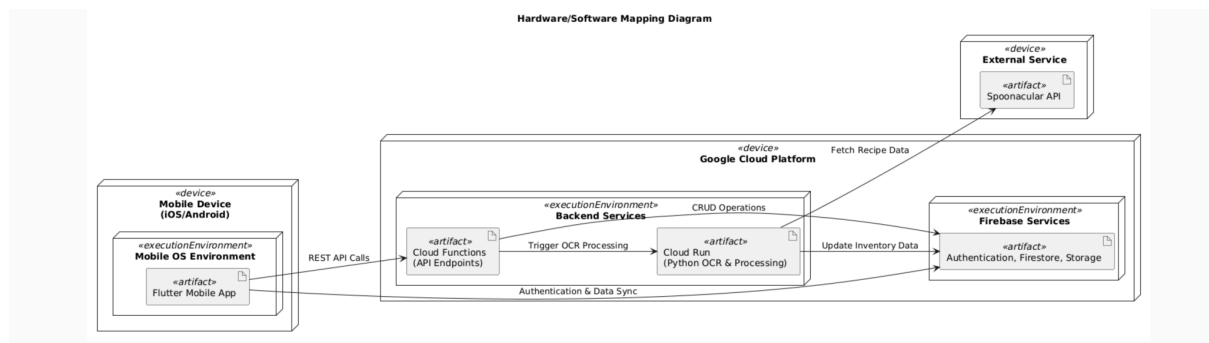 Hardware/Software Mapping Diagram
«device»
External Service
«artifact»
Spoonacular API
Fetch Recipe Data
«device»
Google Cloud Platform
«device»
Mobile Device
(iOS/Android)
«executionEnvironment»
Mobile OS Environment
«artifact»
Flutter Mobile App
REST API Calls
«executionEnvironment»
Backend Services
CRUD Operations
«artifact»
Cloud Functions
(API Endpoints)
Trigger OCR Processing
«artifact»
Cloud Run
(Python OCR & Processing)
Update Inventory Data
«executionEnvironment»
Firebase Services
«artifact»
Authentication, Firestore, Storage
Authentication & Data Sync